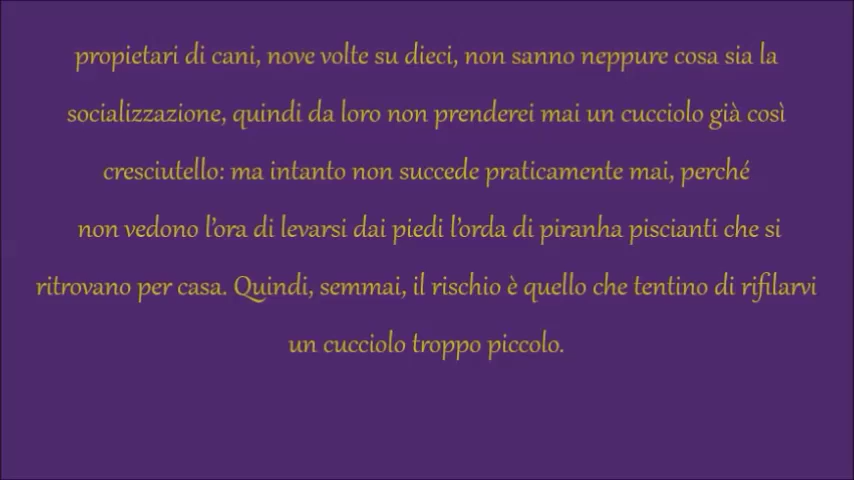 propietari di cani, nove volte su dieci, non sanno neppure cosa sia la
socializzazione, quindi da loro non prenderei mai un cucciolo già così
cresciutello: ma intanto non succede praticamente mai, perché
non vedono l’ora di levarsi dai piedi l’orda di piranha piscianti che si
ritrovano per casa. Quindi, semmai, il rischio è quello che tentino di rifilarvi
un cucciolo troppo piccolo.